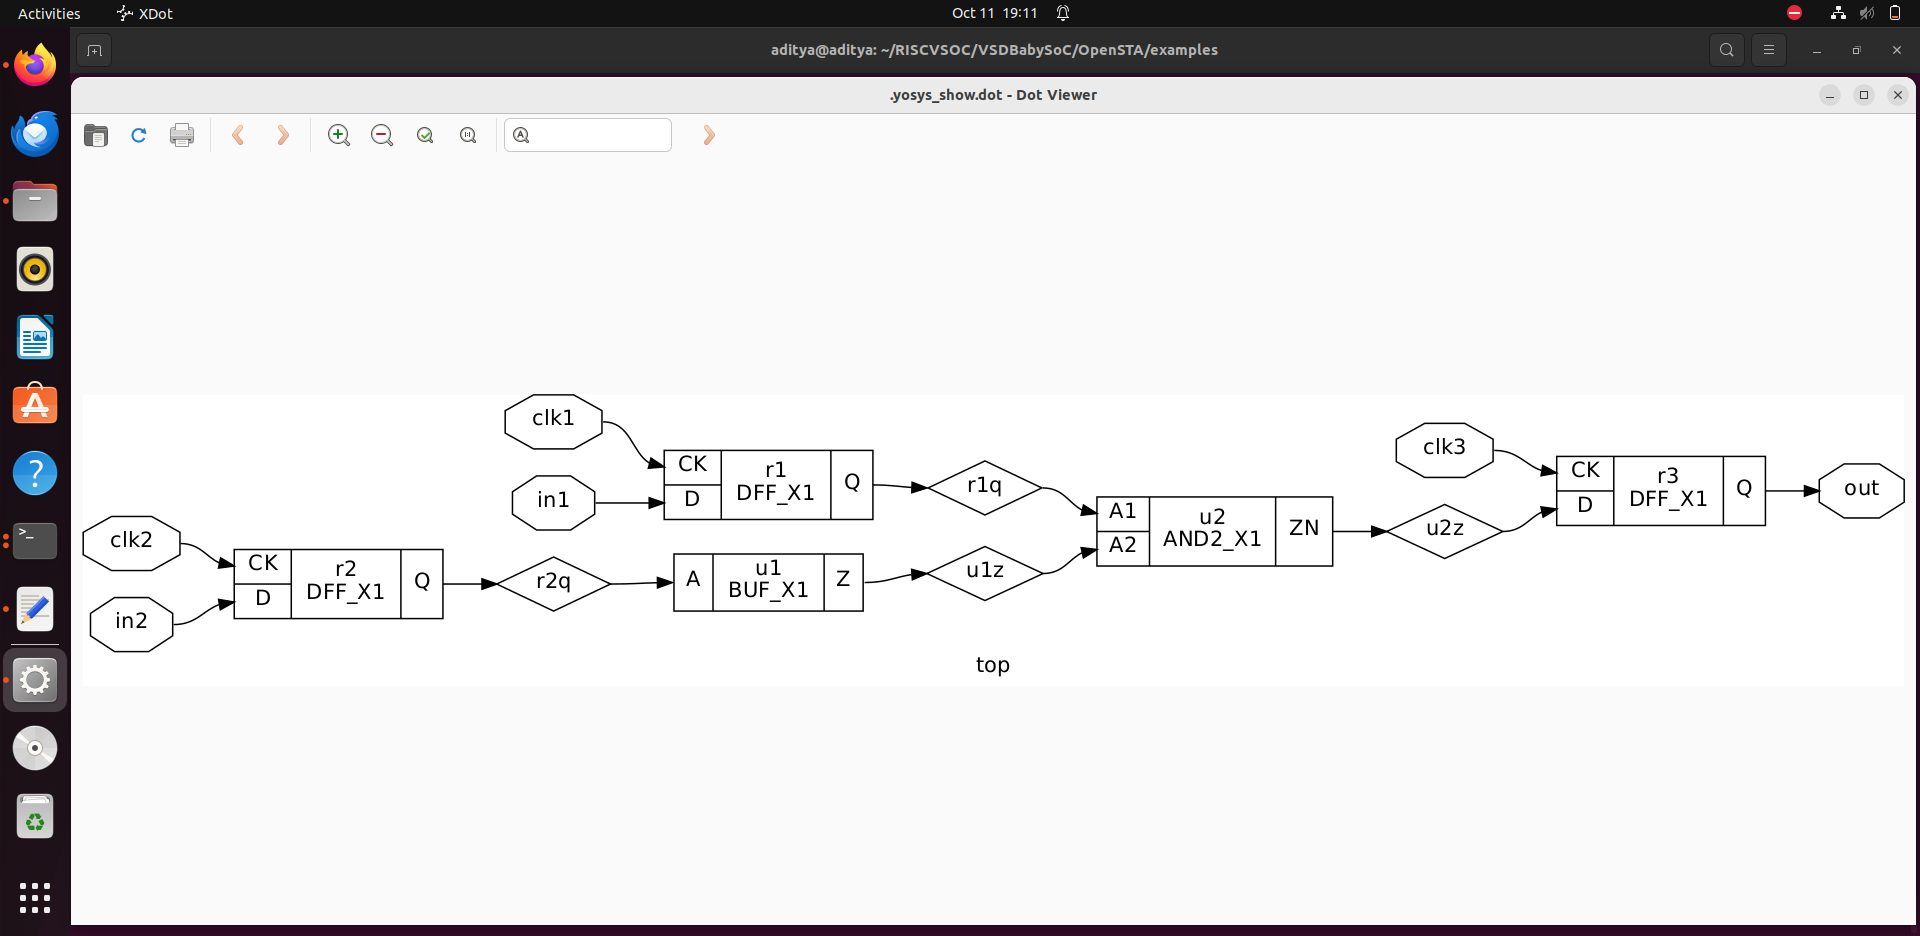 Activities
XDot
Oct 11 19:11
aditya@aditya: ~/RISCVSOC/VSDBabySoC/OpenSTA/examples
.yosys_show.dot - Dot Viewer
clk1
in1
CK
D
r1
DFF_X1
Q
r1q
clk2
in2
CK
D
r2
DFF_X1
Q
r2q
A
u1
BUF_X1
Z
u1z
A1
A2
u2
AND2_X1
ZN
u2z
clk3
CK
D
r3
DFF_X1
Q
out
top